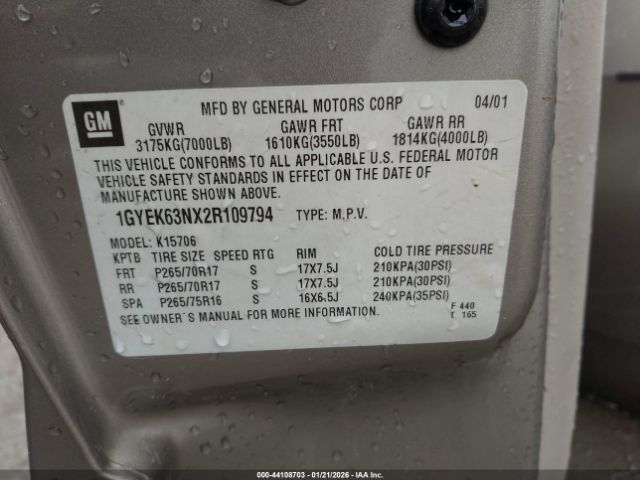 GM
MFD BY GENERAL MOTORS CORP 04/01
GVWR GAWR FRT GAWR RR
3175KG(7000LB) 1610KG(3550LB) 1814KG(4000LB)
THIS VEHICLE CONFORMS TO ALL APPLICABLE U.S. FEDERAL MOTOR
VEHICLE SAFETY STANDARDS IN EFFECT ON THE DATE OF
MANUFACTURE SHOWN ABOVE.
1GYEK63NX2R109794 TYPE: M.P.V.
MODEL: K15706
KPTB TIRE SIZE SPEED RTG RIM COLD TIRE PRESSURE
FRT P265/70R17 S 17X7.5J 210KPA(30PSI)
RR P265/70R17 S 17X7.5J 210KPA(30PSI)
SPA P265/75R16 S 16X6.5J 240KPA(35PSI)
SEE OWNER`S MANUAL FOR MORE INFORMATION.
F 440
T 165
000-44108703 - 01/21/2026 - IAA Inc.